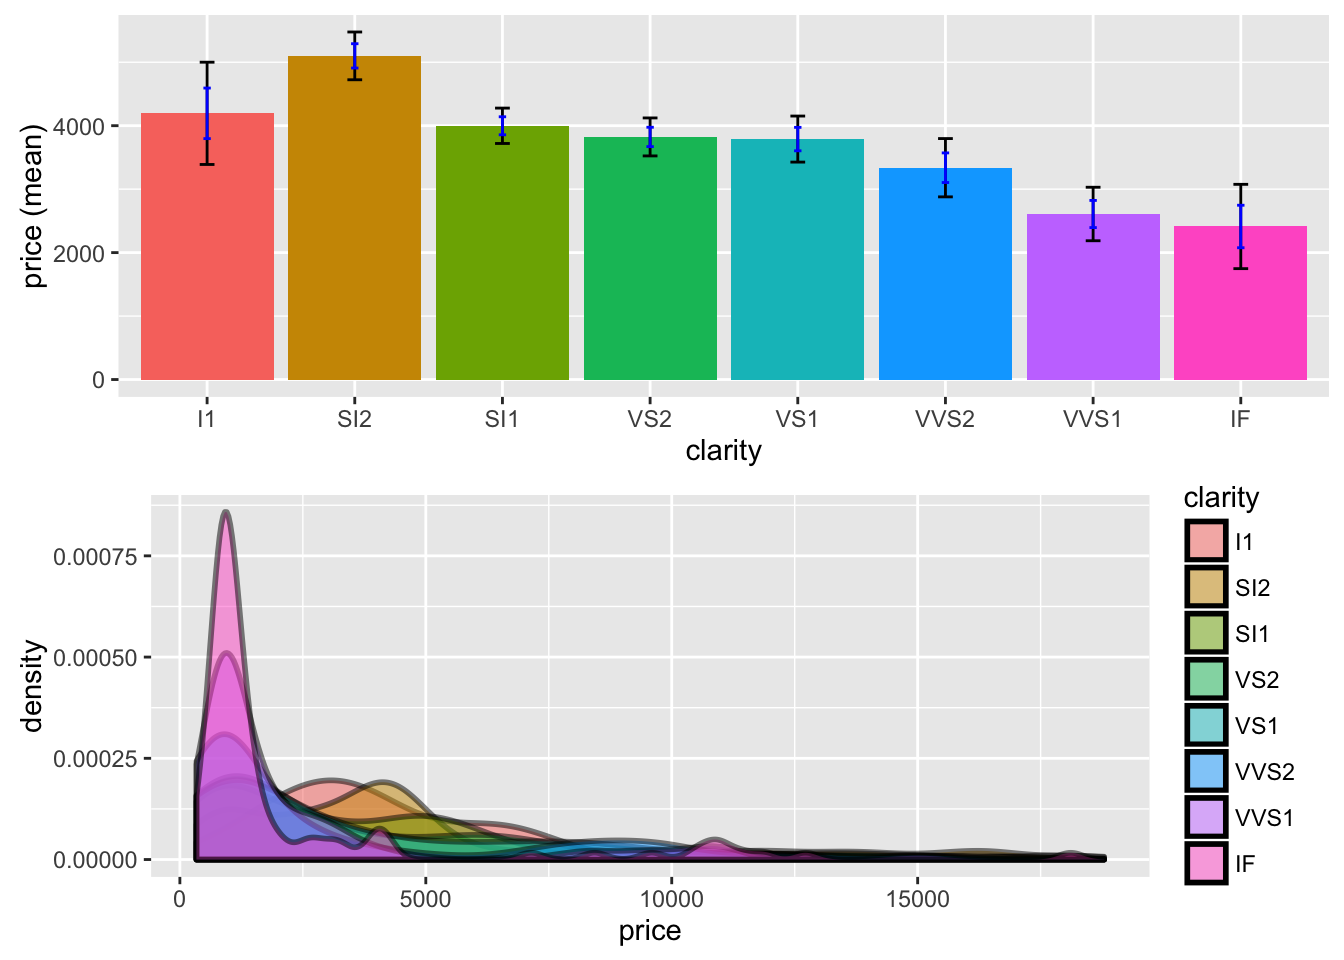 price (mean)
4000
2000
0
I1 SI2 SI1 VS2 VS1 VVS2 VVS1 IF
clarity
density
0.00075
0.00050
0.00025
0.00000
0 5000 10000 15000
price
clarity
I1
SI2
SI1
VS2
VS1
VVS2
VVS1
IF